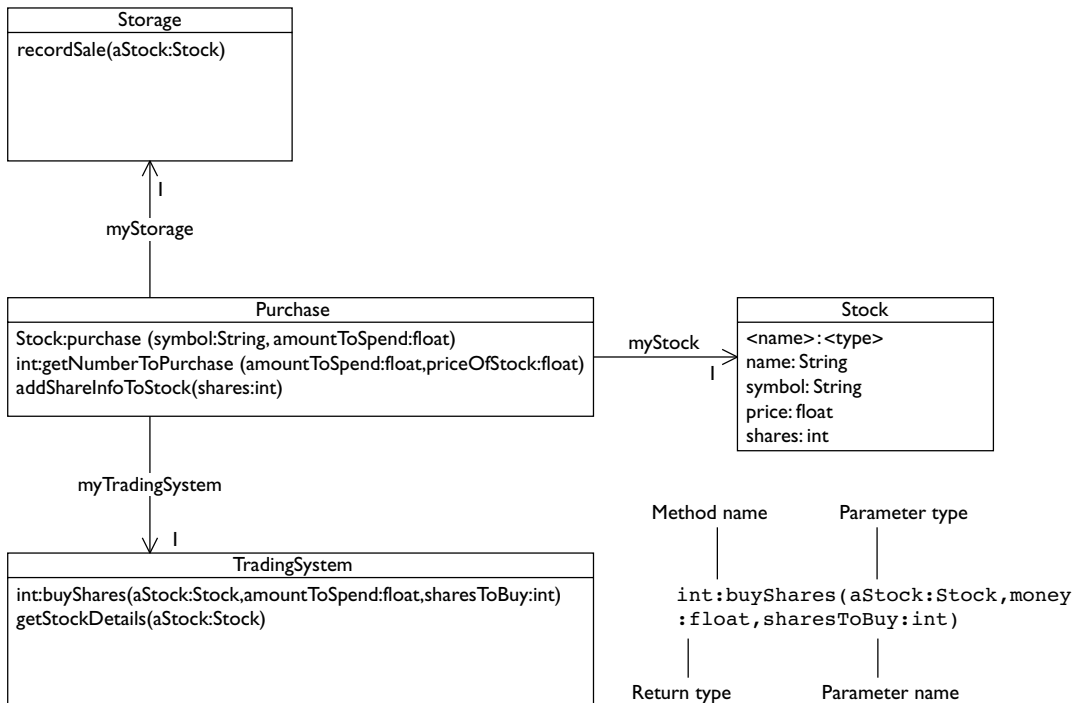 Storage
recordSale(aStock:Stock)
1
myStorage
Purchase
Stock:purchase (symbol:String, amountToSpend:float)
int:getNumberToPurchase (amountToSpend:float,priceOfStock:float)
addShareInfoToStock(shares:int)
myStock
1
Stock
<name>:<type>
name: String
symbol: String
price: float
shares: int
myTradingSystem
1
TradingSystem
int:buyShares(aStock:Stock,amountToSpend:float,sharesToBuy:int)
getStockDetails(aStock:Stock)
Method name
Parameter type
int:buyShares(aStock:Stock,money
:float,sharesToBuy:int)
Return type
Parameter name